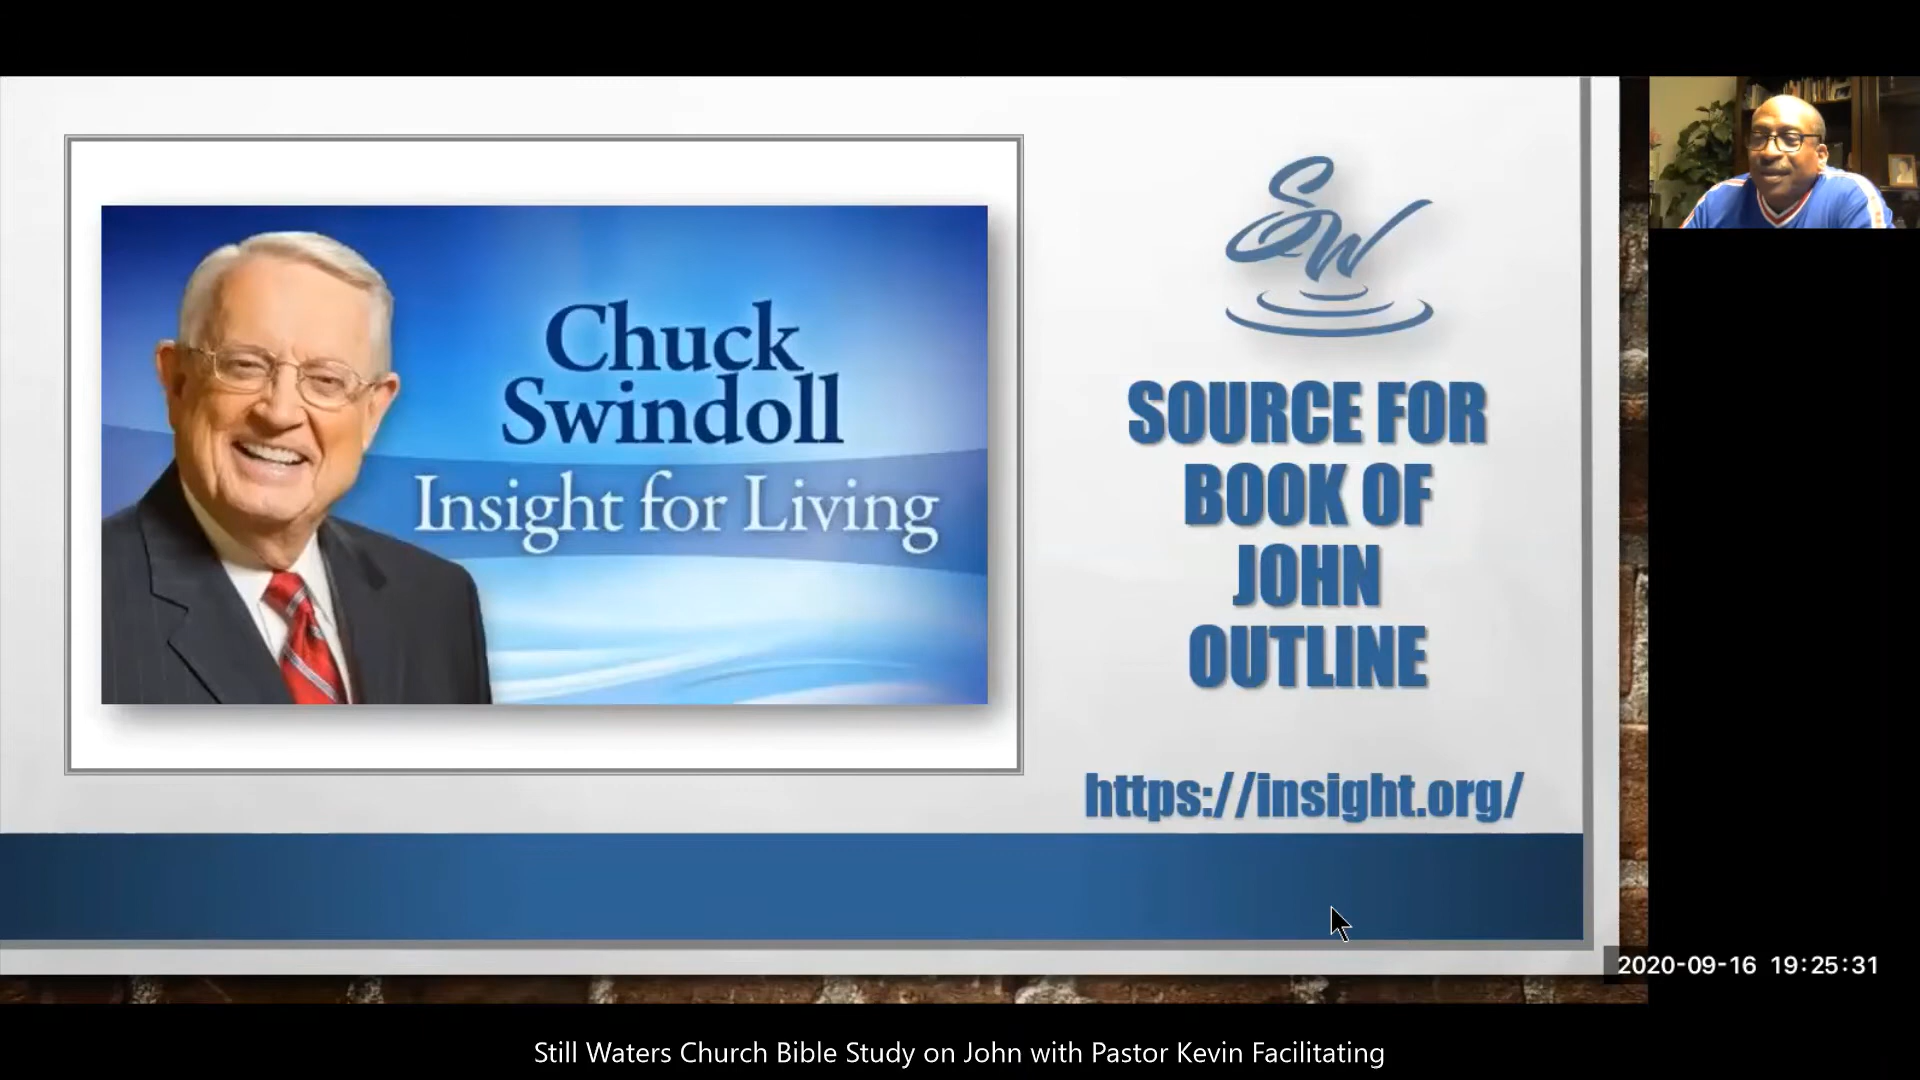 Chuck
Swindoll
Insight for Living
SW
SOURCE FOR
BOOK OF
JOHN
OUTLINE
https://insight.org/
2020-09-16 19:25:31
Still Waters Church Bible Study on John with Pastor Kevin Facilitating